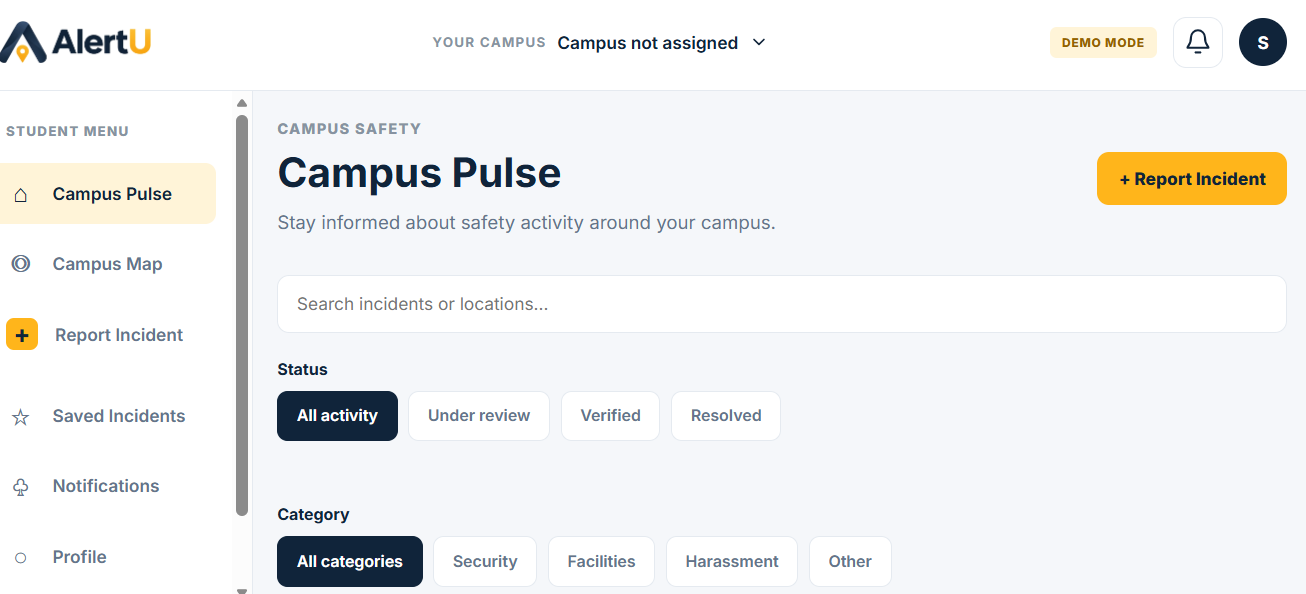 AlertU
YOUR CAMPUS Campus not assigned
DEMO MODE
S
STUDENT MENU
Campus Pulse
Campus Map
+ Report Incident
Saved Incidents
Notifications
Profile
CAMPUS SAFETY
Campus Pulse
+ Report Incident
Stay informed about safety activity around your campus.
Search incidents or locations...
Status
All activity Under review Verified Resolved
Category
All categories Security Facilities Harassment Other